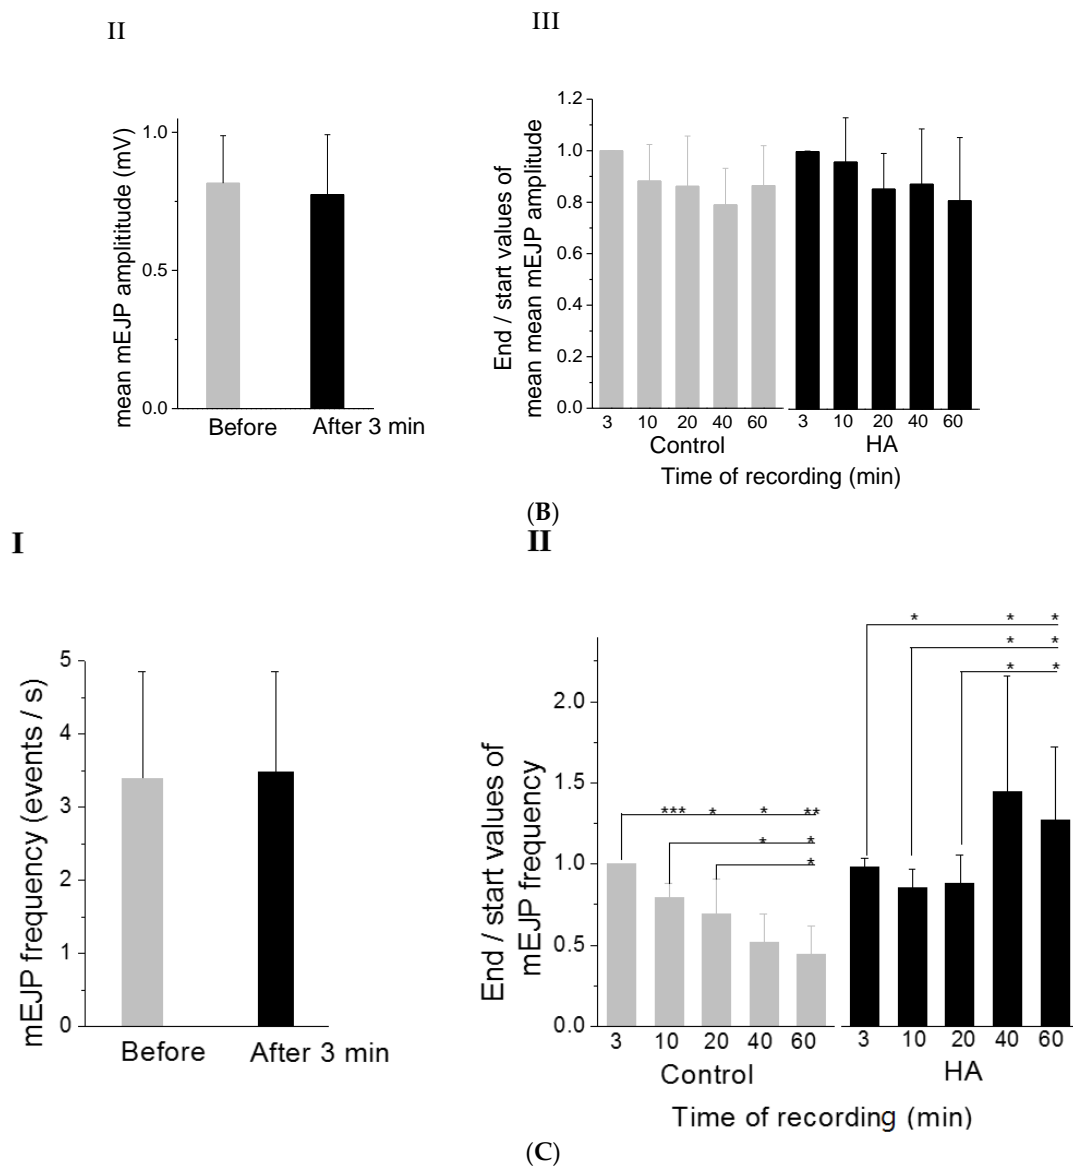 II
III
mean mEJP amplititude (mV)
1.0
0.5
0.0
Before
After 3 min
End / start values of
mean mean mEJP amplitude
1.2
1.0
0.8
0.6
0.4
0.2
0.0
3 10 20 40 60 3 10 20 40 60
Control HA
Time of recording (min)
(B)
I
II
mEJP frequency (events / s)
5
4
3
2
1
0
Before After 3 min
End / start values of
mEJP frequency
2.0
1.5
1.0
0.5
0.0
*** * * **
* *
*
* * *
* *
* *
3 10 20 40 60 3 10 20 40 60
Control HA
Time of recording (min)
(C)